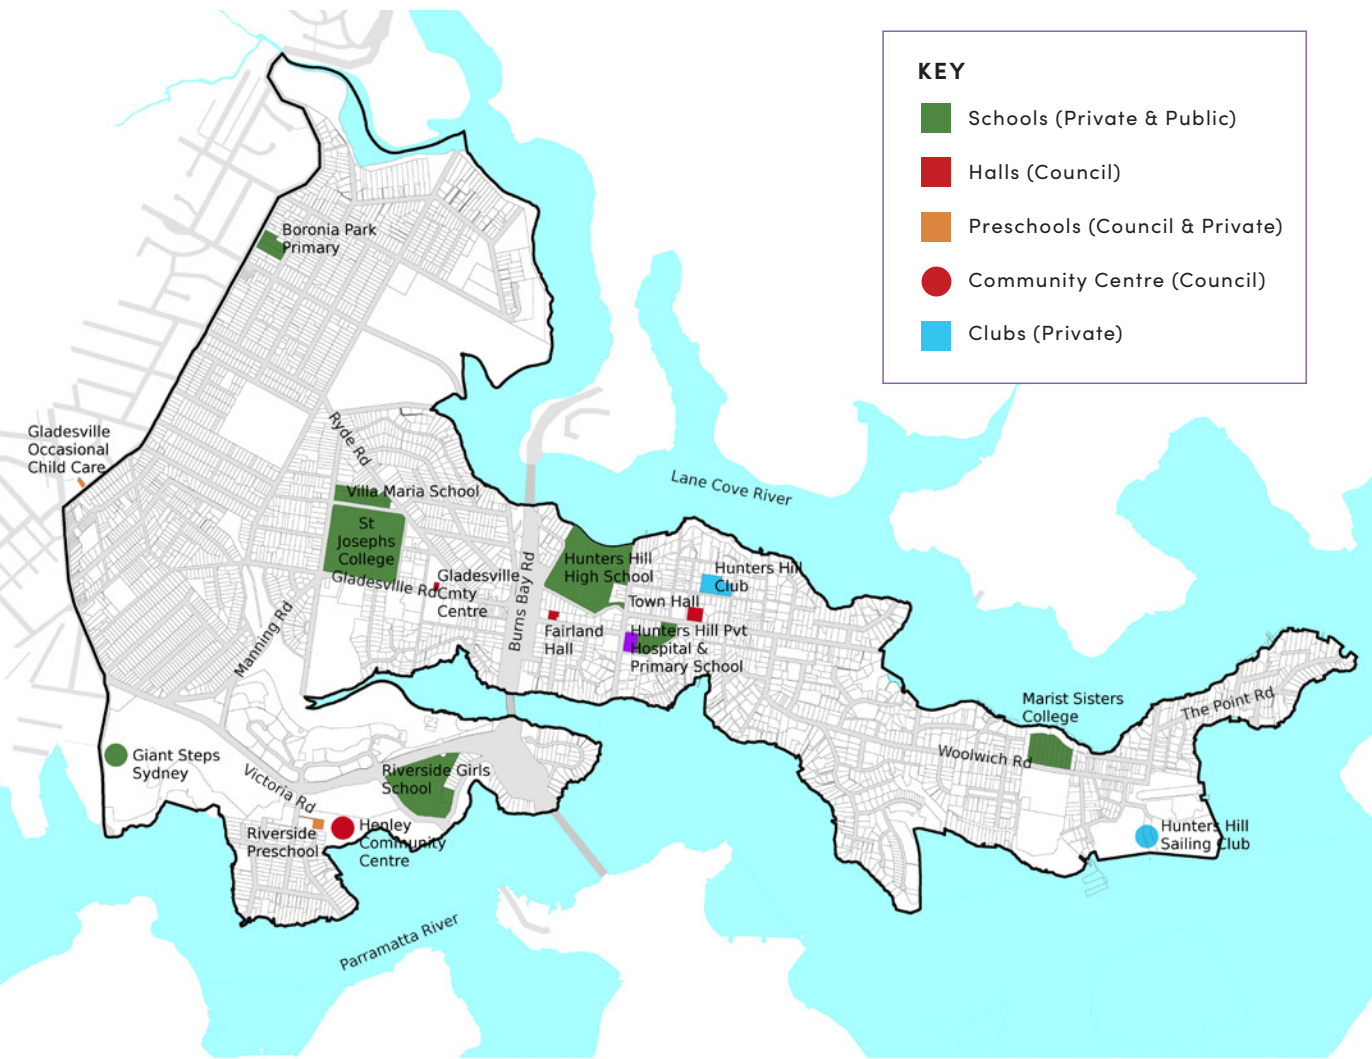 KEY
Schools (Private & Public)
Halls (Council)
Preschools (Council & Private)
Community Centre (Council)
Clubs (Private)
Boronia Park
Primary
Gladesville
Occasional
Child Care
Ryde Rd
Lane Cove River
Villa Maria School
St
Josephs
College
Gladesville Rd
Gladesville
Cmty
Centre
Burns Bay Rd
Hunters Hill
High School
Hunters Hill
Club
Town Hall
Fairland
Hall
Hunters Hill Pvt
Hospital &
Primary School
Manning Rd
Marist Sisters
College
The Point Rd
Woolwich Rd
Giant Steps
Sydney
Victoria Rd
Riverside Girls
School
Riverside
Preschool
Henley
Community
Centre
Hunters Hill
Sailing Club
Parramatta River